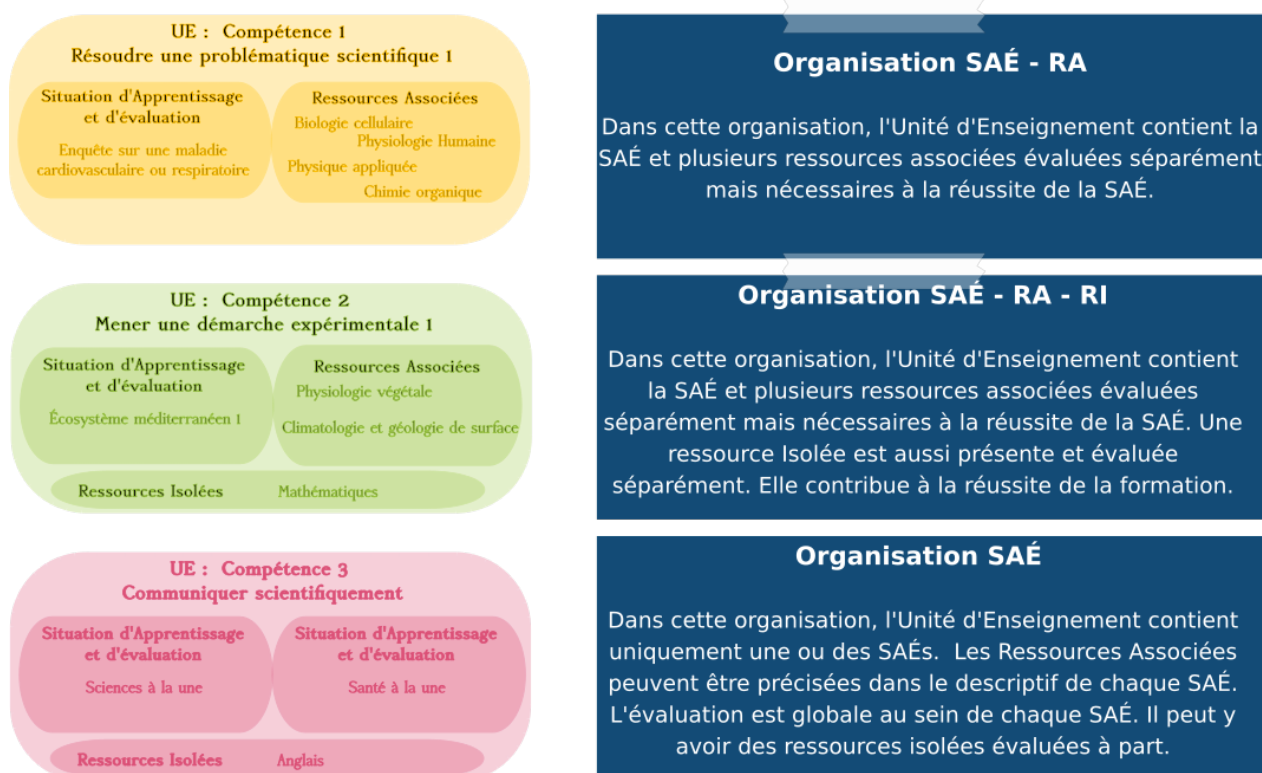 UE :  Compétence 1
Résoudre une problématique scientifique 1
Situation d'Apprentissage
et d'évaluation
Enquête sur une maladie
cardiovasculaire ou respiratoire
Ressources Associées
Biologie cellulaire
Physiologie Humaine
Physique appliquée
Chimie organique
Organisation SAÉ - RA
Dans cette organisation, l'Unité d'Enseignement contient la
SAÉ et plusieurs ressources associées évaluées séparément
mais nécessaires à la réussite de la SAÉ.
UE :  Compétence 2
Mener une démarche expérimentale 1
Situation d'Apprentissage
et d'évaluation
Écosystème méditerranéen 1
Ressources Associées
Physiologie végétale
Climatologie et géologie de surface
Ressources Isolées
Mathématiques
Organisation SAÉ - RA - RI
Dans cette organisation, l'Unité d'Enseignement contient
la SAÉ et plusieurs ressources associées évaluées
séparément mais nécessaires à la réussite de la SAÉ. Une
ressource Isolée est aussi présente et évaluée
séparément. Elle contribue à la réussite de la formation.
UE :  Compétence 3
Communiquer scientifiquement
Situation d'Apprentissage
et d'évaluation
Sciences à la une
Situation d'Apprentissage
et d'évaluation
Santé à la une
Ressources Isolées
Anglais
Organisation SAÉ
Dans cette organisation, l'Unité d'Enseignement contient
uniquement une ou des SAÉs.  Les Ressources Associées
peuvent être précisées dans le descriptif de chaque SAÉ.
L'évaluation est globale au sein de chaque SAÉ. Il peut y
avoir des ressources isolées évaluées à part.